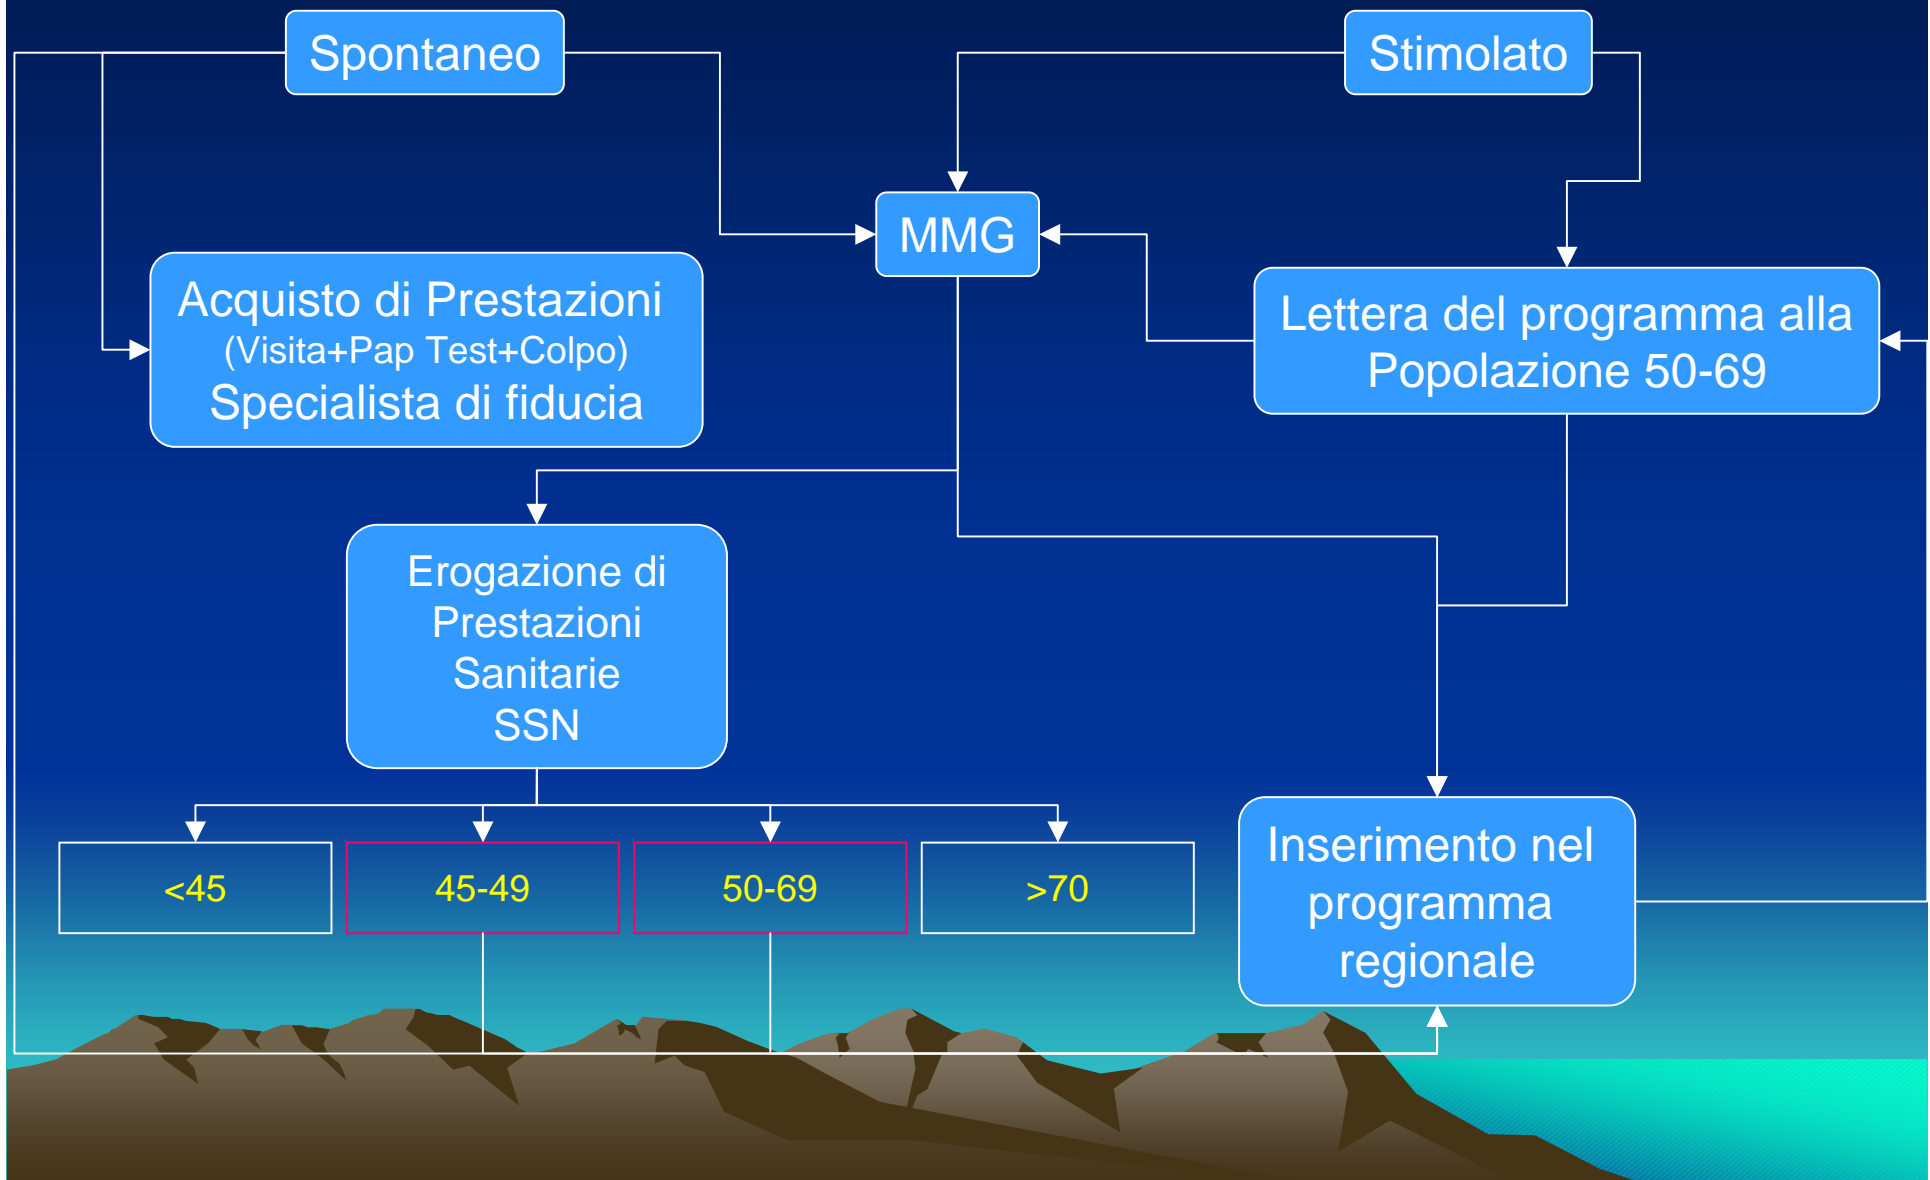 Spontaneo
Stimolato
MMG
Acquisto di Prestazioni
(Visita+Pap Test+Colpo)
Specialista di fiducia
Lettera del programma alla
Popolazione 50-69
Erogazione di
Prestazioni
Sanitarie
SSN
<45
45-49
50-69
>70
Inserimento nel
programma
regionale